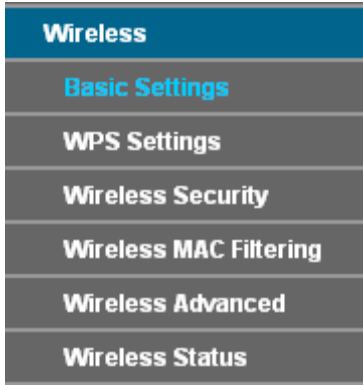 Wireless
Basic Settings
WPS Settings
Wireless Security
Wireless MAC Filtering
Wireless Advanced
Wireless Status